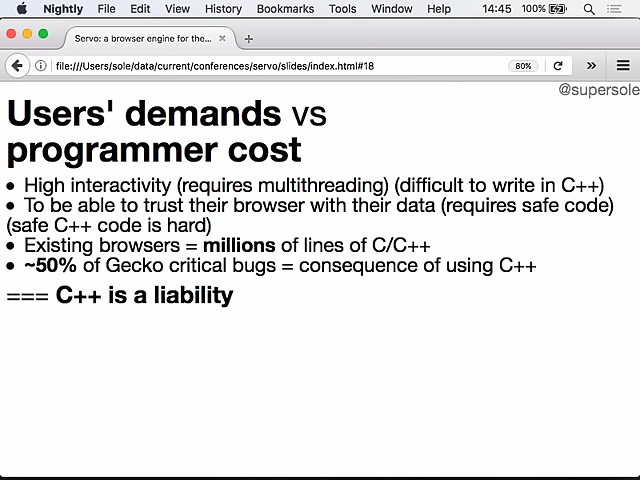 Nightly File Edit View History Bookmarks Tools Window Help 14:45 100%
Servo: a browser engine for the...
file:///Users/sole/data/current/conferences/servo/slides/index.html#18 80%
@supersole
Users' demands vs
programmer cost
• High interactivity (requires multithreading) (difficult to write in C++)
• To be able to trust their browser with their data (requires safe code)
(safe C++ code is hard)
• Existing browsers = millions of lines of C/C++
• ~50% of Gecko critical bugs = consequence of using C++
=== C++ is a liability